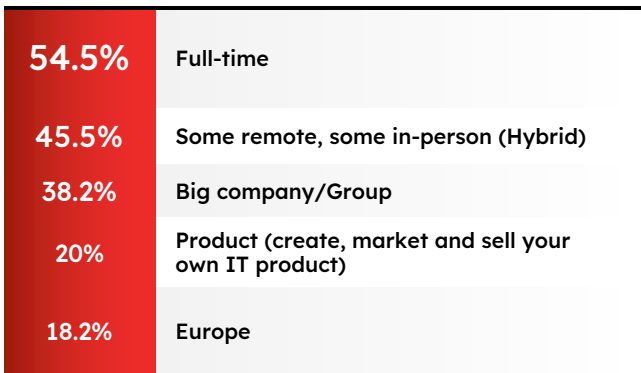 54.5% Full-time
45.5% Some remote, some in-person (Hybrid)
38.2% Big company/Group
20% Product (create, market and sell your
own IT product)
18.2% Europe